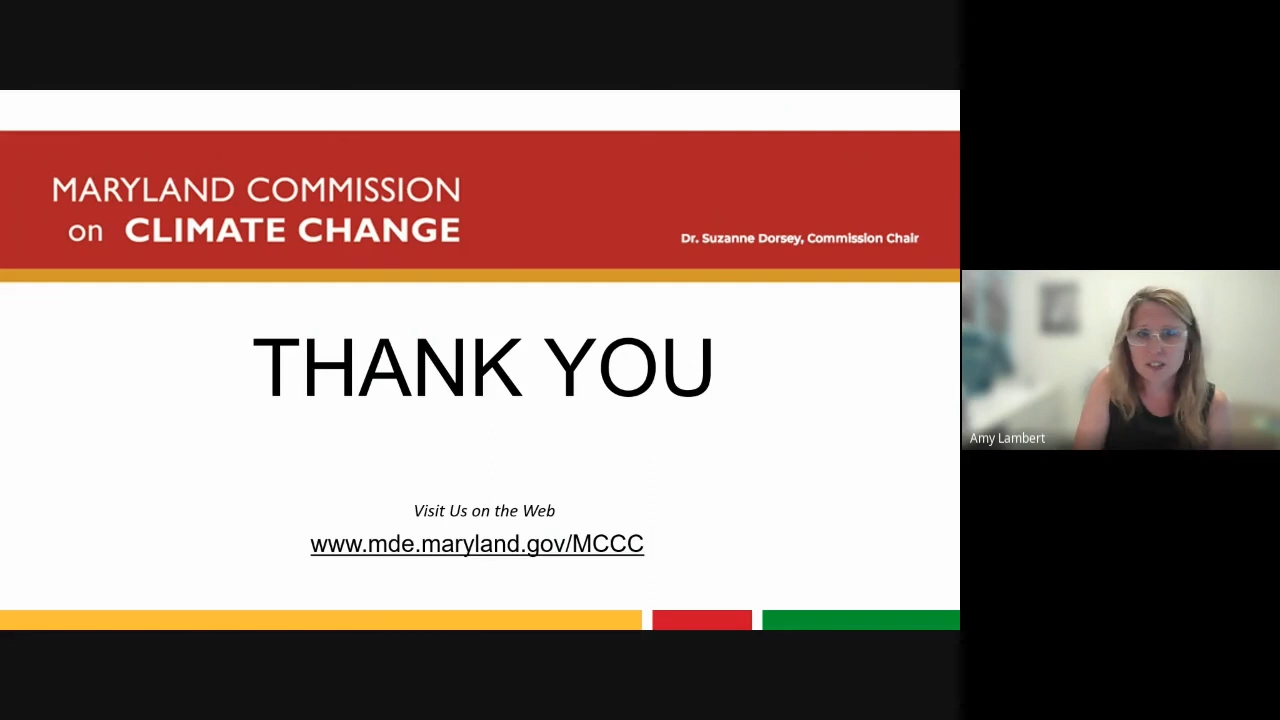 MARYLAND COMMISSION
on CLIMATE CHANGE
Dr. Suzanne Dorsey, Commission Chair
THANK YOU
Visit Us on the Web
www.mde.maryland.gov/MCCC
Amy Lambert